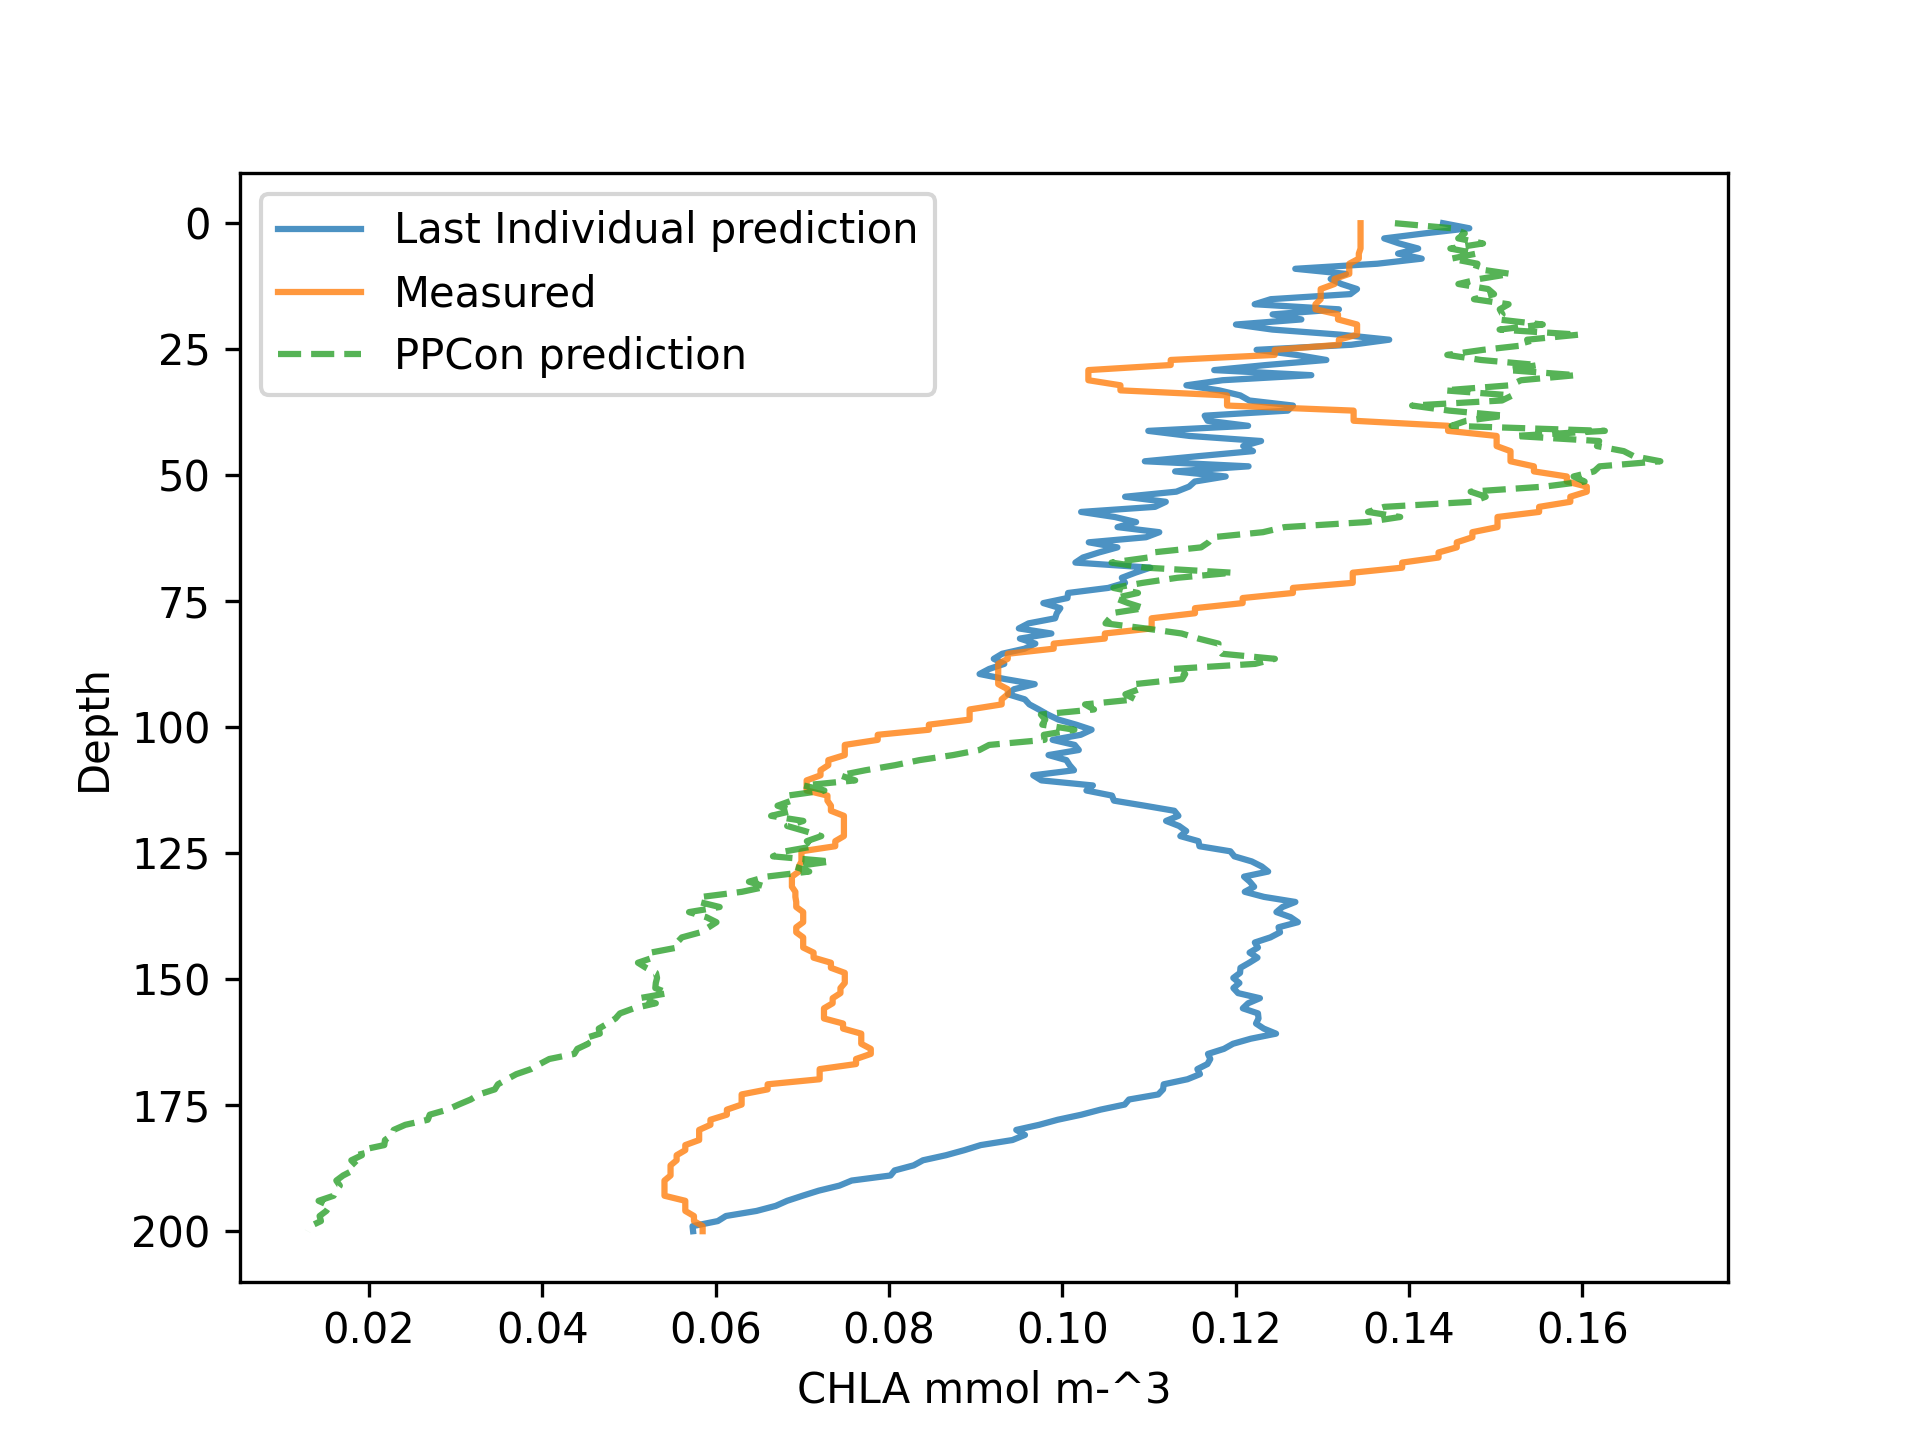 Last Individual prediction
Measured
PPCon prediction
0
25
50
75
100
125
150
175
200
Depth
0.02 0.04 0.06 0.08 0.10 0.12 0.14 0.16
CHLA mmol m-^3